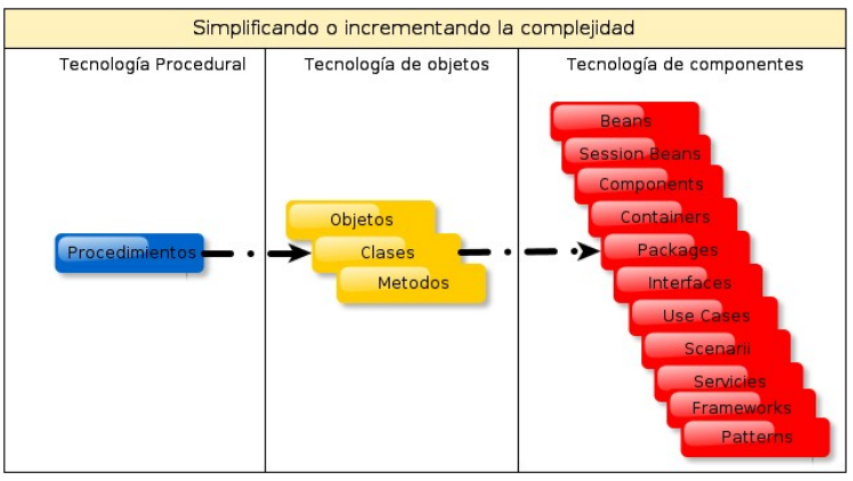 Simplificando o incrementando la complejidad
Tecnología Procedural
Tecnología de objetos
Tecnología de componentes
Procedimientos
Objetos
Clases
Metodos
Beans
Session Beans
Components
Containers
Packages
Interfaces
Use Cases
Scenarii
Servicies
Frameworks
Patterns